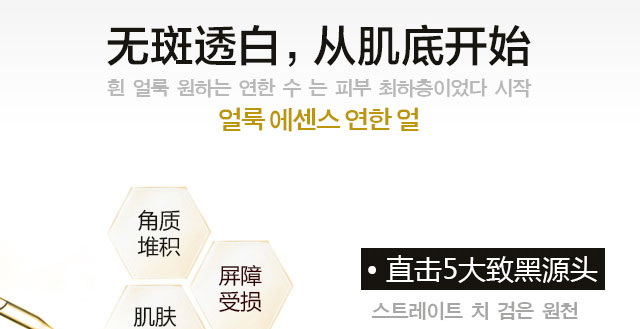 无斑透白，从肌底开始
흰 얼룩 원하는 연한 수 는 피부 최하층이었다 시작
얼룩 에센스 연한 얼
角质
堆积
屏障
受损
肌肤
• 直击5大致黑源头
스트레이트 치 검은 원천